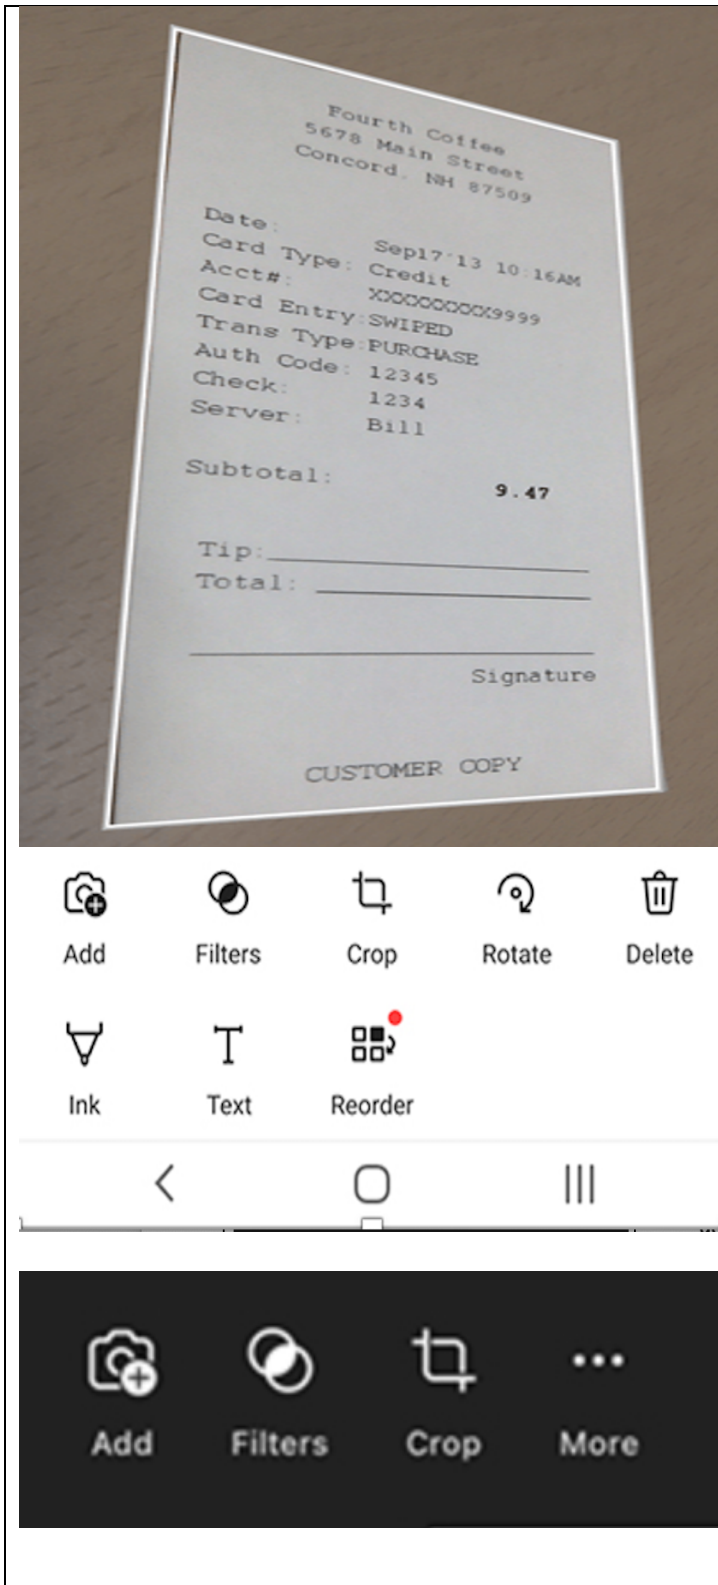 Fourth Coffee
5678 Main Street
Concord, NH 87509
Date: Sep17'13 10:16AM
Card Type: Credit
Acct#: XXXXXXXXXX9999
Card Entry:SWIPED
Trans Type:PURCHASE
Auth Code: 12345
Check: 1234
Server: Bill
Subtotal: 9.47
Tip:
Total:
Signature
CUSTOMER COPY
Add Filters Crop Rotate Delete
Ink Text Reorder
Add Filters Crop More